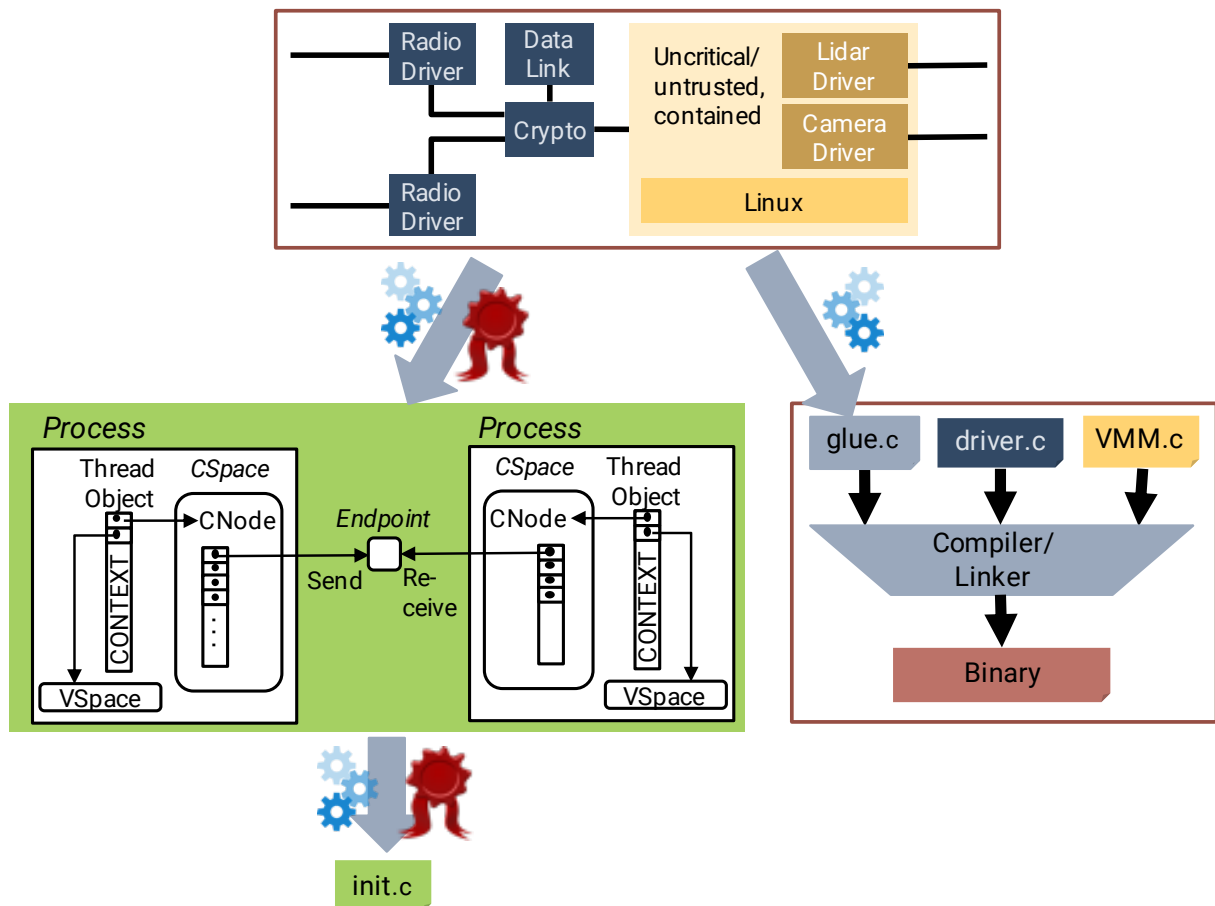 Radio
Driver
Data
Link
Crypto
Radio
Driver
Uncritical/
untrusted,
contained
Lidar
Driver
Camera
Driver
Linux
Process
Thread
Object
CSpace
CNode
CONTEXT
. . . .
VSpace
Endpoint
Send
Re-
ceive
Process
CSpace
Thread
Object
CNode
CONTEXT
VSpace
glue.c
driver.c
VMM.c
Compiler/
Linker
Binary
init.c